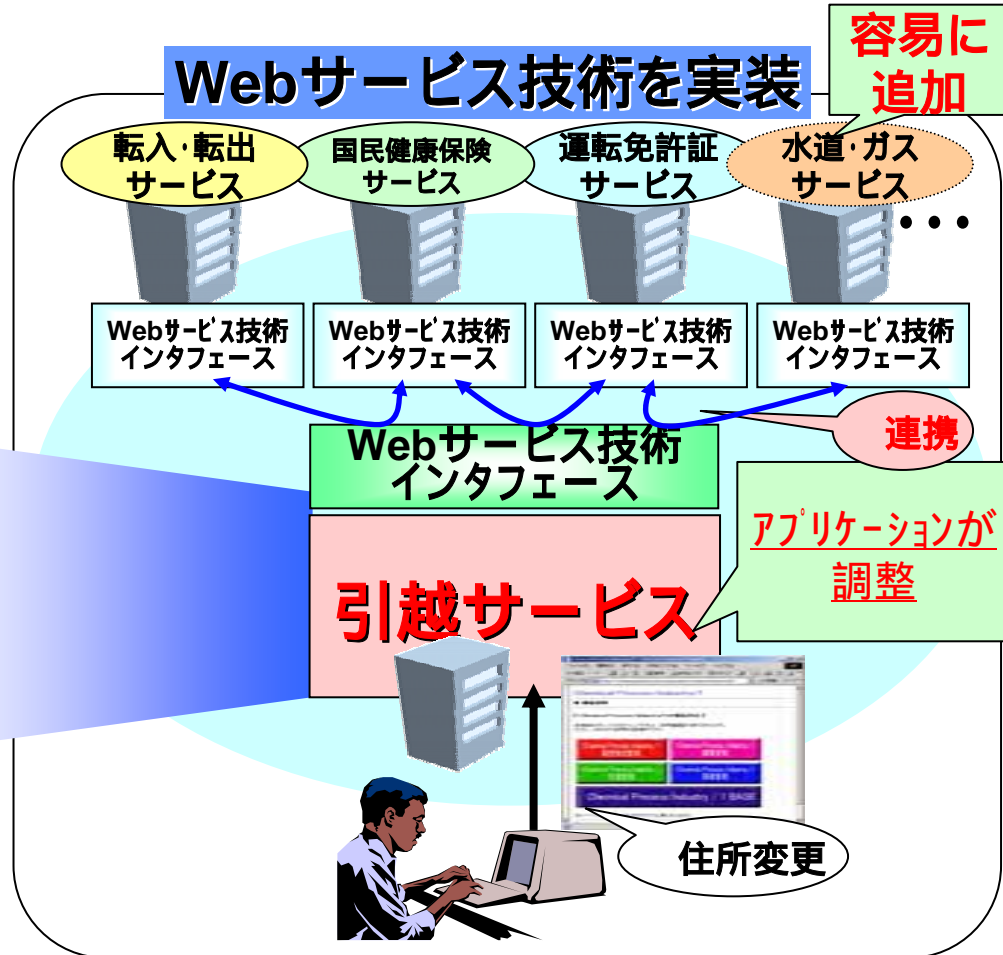 容易に
追加
Webサービス技術を実装
転入・転出
サービス
国民健康保険
サービス
運転免許証
サービス
水道・ガス
サービス
・・・
Webサービス技術
インタフェース
Webサービス技術
インタフェース
Webサービス技術
インタフェース
Webサービス技術
インタフェース
連携
Webサービス技術
インタフェース
アプリケーションが
調整
引越サービス
Chemical Process Industry / 1 BASE
住所変更